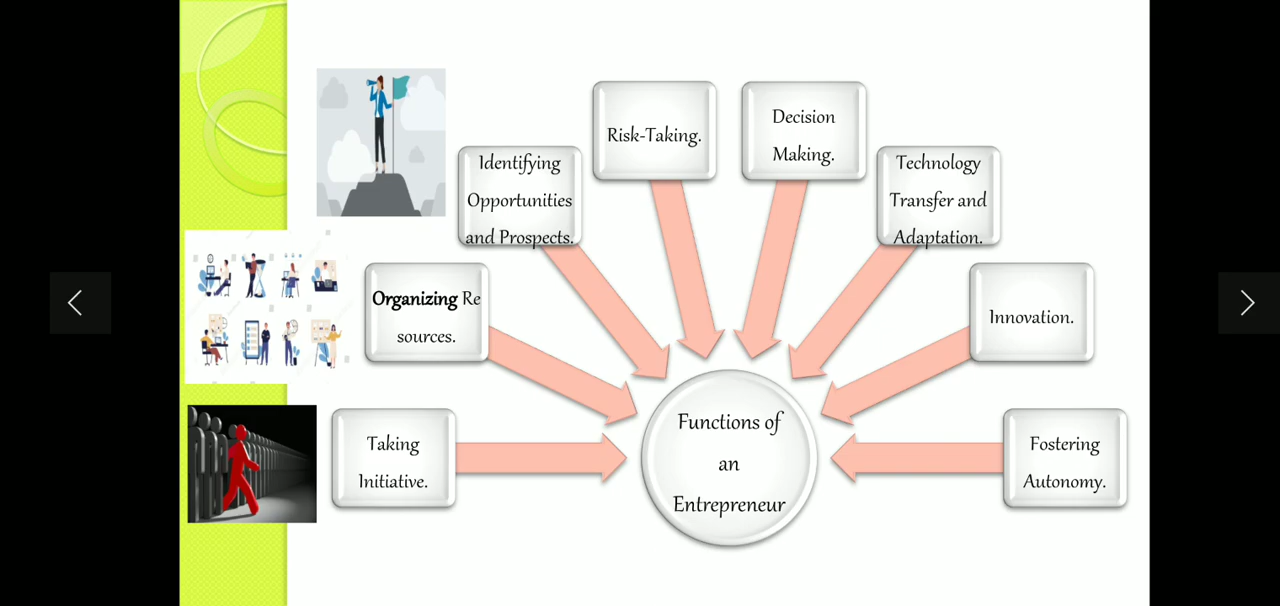 Taking
Initiative.
Organizing Re
sources.
Identifying
Opportunities
and Prospects.
Risk-Taking.
Decision
Making.
Technology
Transfer and
Adaptation.
Innovation.
Fostering
Autonomy.
Functions of
an
Entrepreneur